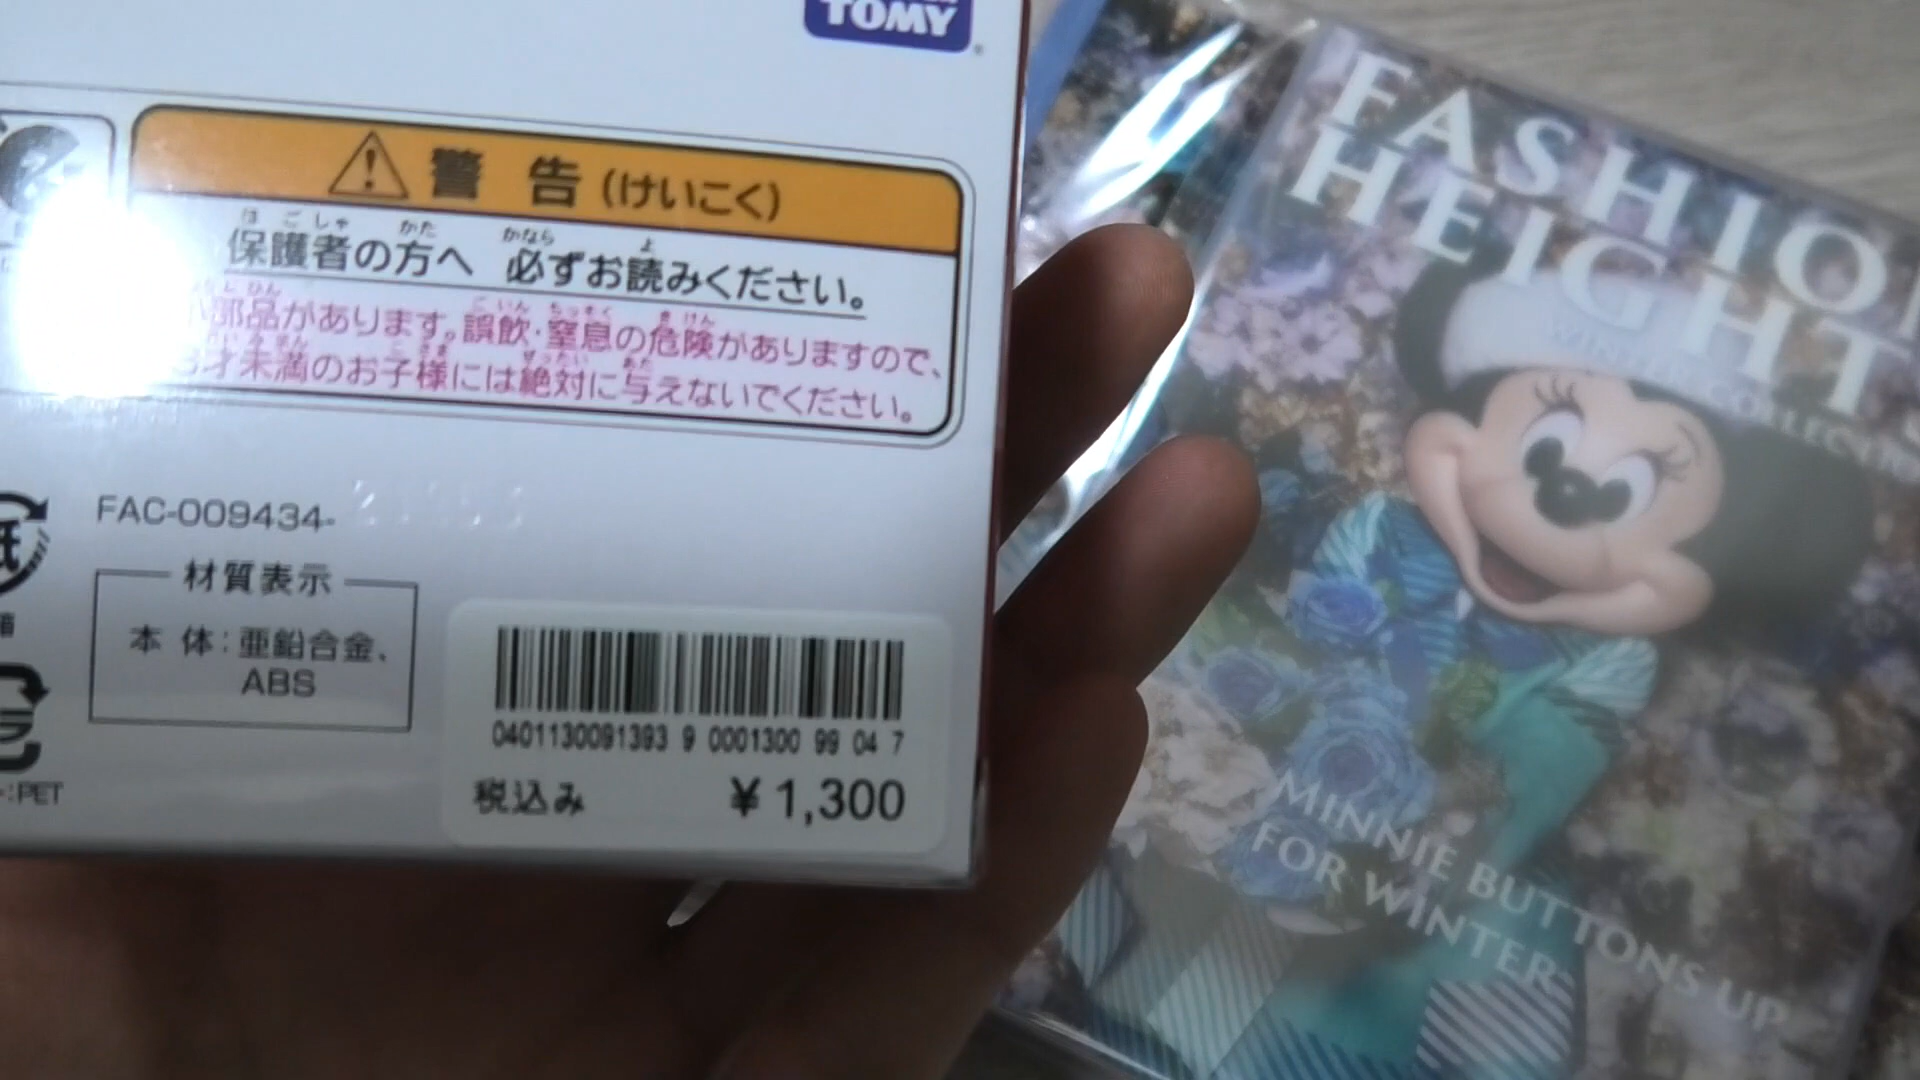 TOMY
警告(けいこく)
保護者の方へ 必ずお読みください。
部品があります。誤飲・窒息の危険がありますので、
才未満のお子様には絶対に与えないでください。
FAC-009434-
材質表示
本体:亜鉛合金、
ABS
:PET
0401130091393 9 0001300 99 04 7
税込み ¥1,300
FASHIO
HEIGHT
MINNIE BUTTONS UP
FOR WINTER